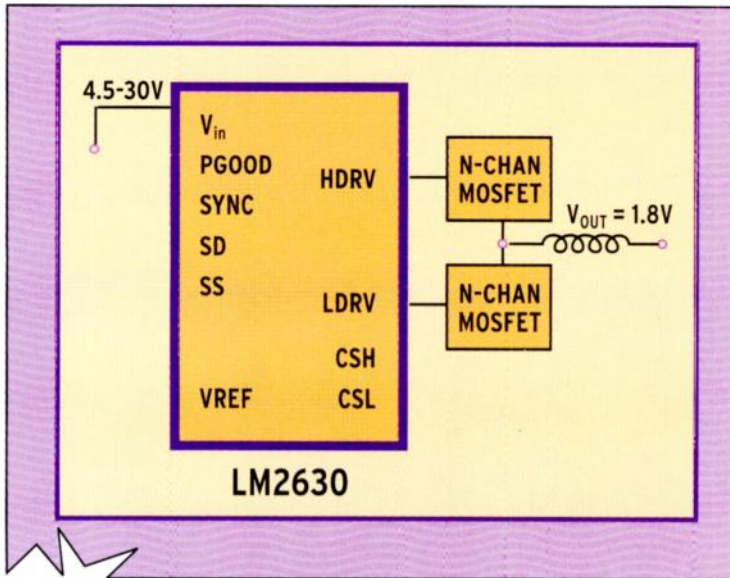 4.5-30V
Vin
PGOOD
SYNC
SD
SS
VREF
HDRV
LDRV
CSH
CSL
N-CHAN
MOSFET
VOUT = 1.8V
N-CHAN
MOSFET
LM2630